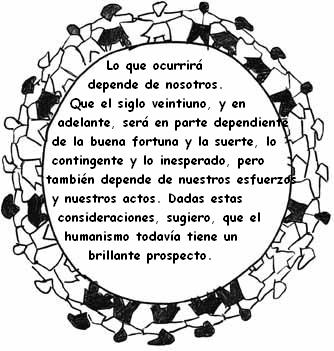 Lo que ocurrirá
depende de nosotros.
Que el siglo veintiuno, y en
adelante, será en parte dependiente
de la buena fortuna y la suerte, lo
contingente y lo inesperado, pero
también depende de nuestros esfuerzos
y nuestros actos. Dadas estas
consideraciones, sugiero, que el
humanismo todavía tiene un
brillante prospecto.